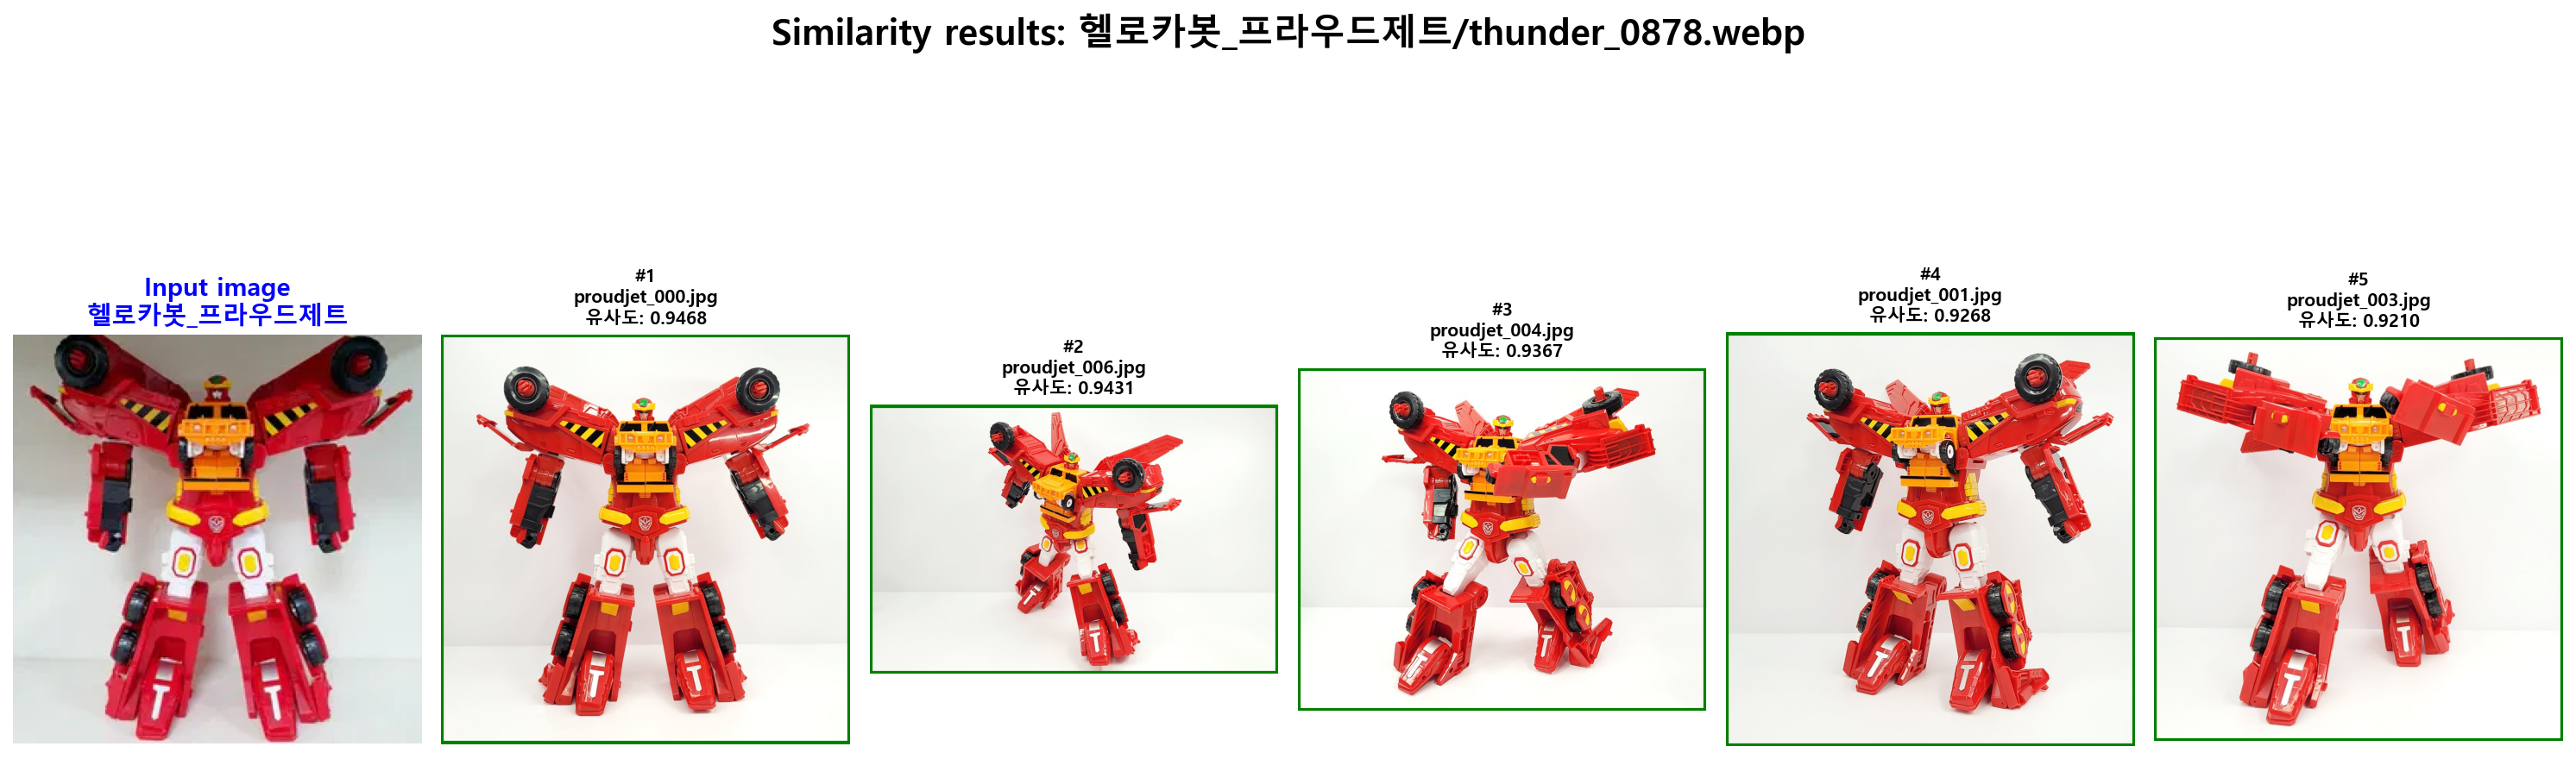 Similarity results: 헬로카봇_프라우드제트/thunder_0878.webp
Input image
헬로카봇_프라우드제트
#1
proudjet_000.jpg
유사도: 0.9468
#2
proudjet_006.jpg
유사도: 0.9431
#3
proudjet_004.jpg
유사도: 0.9367
#4
proudjet_001.jpg
유사도: 0.9268
#5
proudjet_003.jpg
유사도: 0.9210